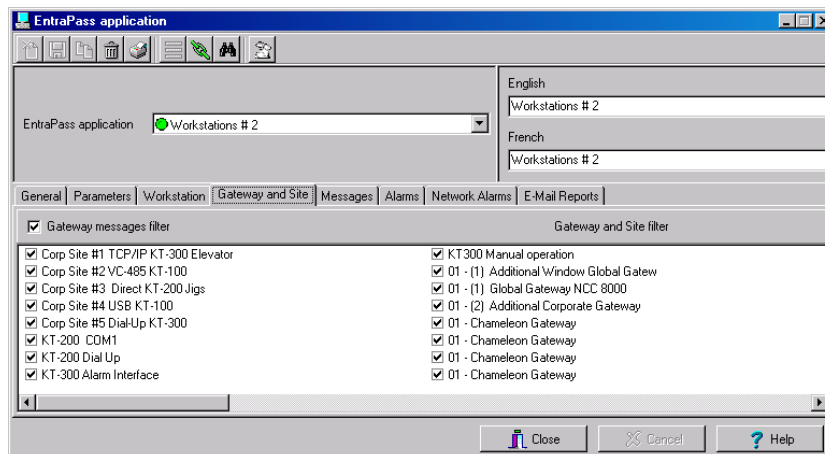 EntraPass application
English
Workstations # 2
EntraPass application
Workstations # 2
French
Workstations # 2
General Parameters Workstation Gateway and Site Messages Alarms Network Alarms E-Mail Reports
Gateway messages filter Gateway and Site filter
Corp Site #1 TCP/IP KT-300 Elevator KT300 Manual operation
Corp Site #2 VC-485 KT-100 01 - (1) Additional Window Global Gatew
Corp Site #3 Direct KT-200 Jigs 01 - (1) Global Gateway NCC 8000
Corp Site #4 USB KT-100 01 - (2) Additional Corporate Gateway
Corp Site #5 Dial-Up KT-300 01 - Chameleon Gateway
KT-200 COM1 01 - Chameleon Gateway
KT-200 Dial Up 01 - Chameleon Gateway
KT-300 Alarm Interface 01 - Chameleon Gateway
Close Cancel ? Help